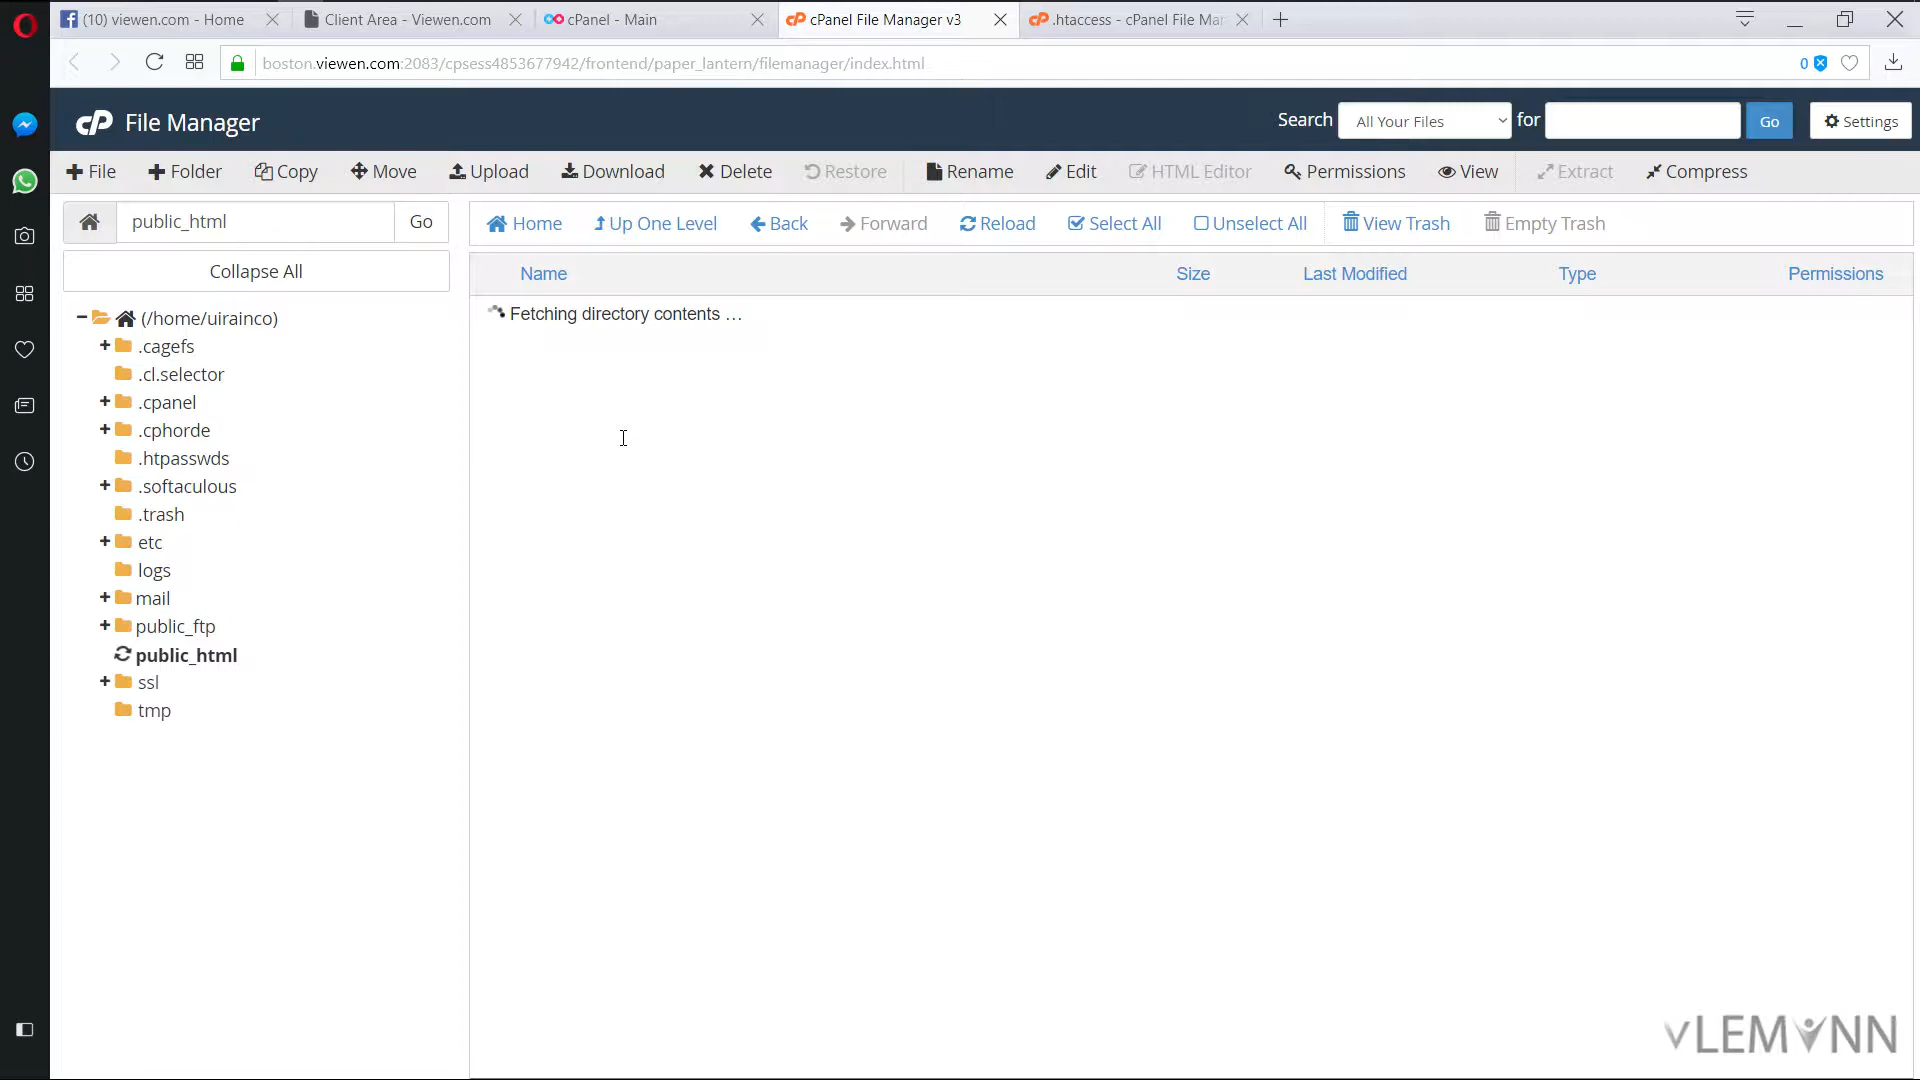 (10) viewen.com - Home
Client Area - Viewen.com
cPanel - Main
cPanel File Manager v3
.htaccess - cPanel File Mar
boston.viewen.com:2083/cpsess4853677942/frontend/paper_lantern/filemanager/index.html
0
cP File Manager
Search
All Your Files
for
Go
Settings
File
Folder
Copy
Move
Upload
Download
Delete
Restore
Rename
Edit
HTML Editor
Permissions
View
Extract
Compress
public_html
Go
Home
Up One Level
Back
Forward
Reload
Select All
Unselect All
View Trash
Empty Trash
Collapse All
Name
Size
Last Modified
Type
Permissions
Fetching directory contents ...
(/home/uirainco)
.cagefs
.cl.selector
.cpanel
.cphorde
.htpasswds
.softaculous
.trash
etc
logs
mail
public_ftp
public_html
ssl
tmp
vLEMYNN